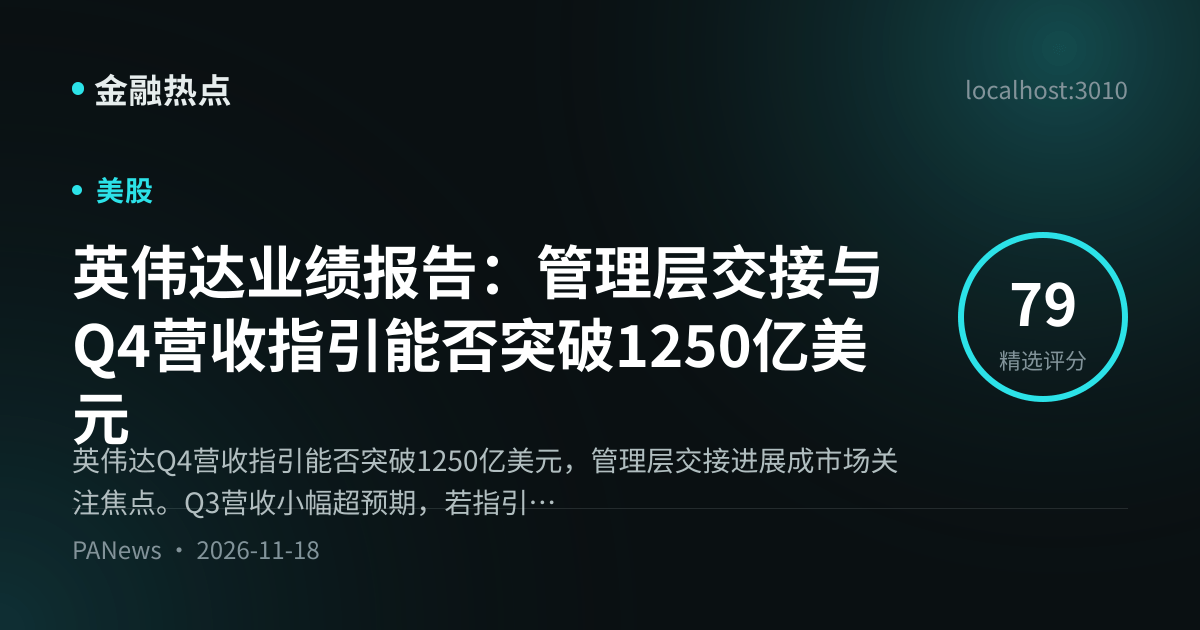 金融热点
localhost:3010
美股
英伟达业绩报告：管理层交接与
Q4营收指引能否突破1250亿美
元
79
精选评分
英伟达Q4营收指引能否突破1250亿美元，管理层交接进展成市场关
注焦点。Q3营收小幅超预期，若指引…
PANews • 2026-11-18